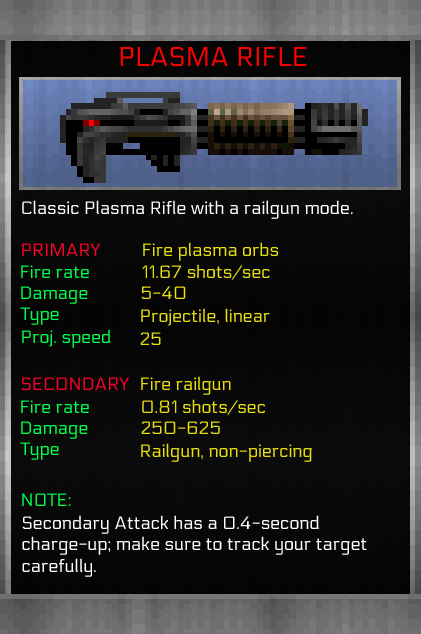 PLASMA RIFLE
Classic Plasma Rifle with a railgun mode.
PRIMARY Fire plasma orbs
Fire rate 11.67 shots/sec
Damage 5-40
Type Projectile, linear
Proj. speed 25
SECONDARY Fire railgun
Fire rate 0.81 shots/sec
Damage 250-625
Type Railgun, non-piercing
NOTE:
Secondary Attack has a 0.4-second
charge-up; make sure to track your target
carefully.